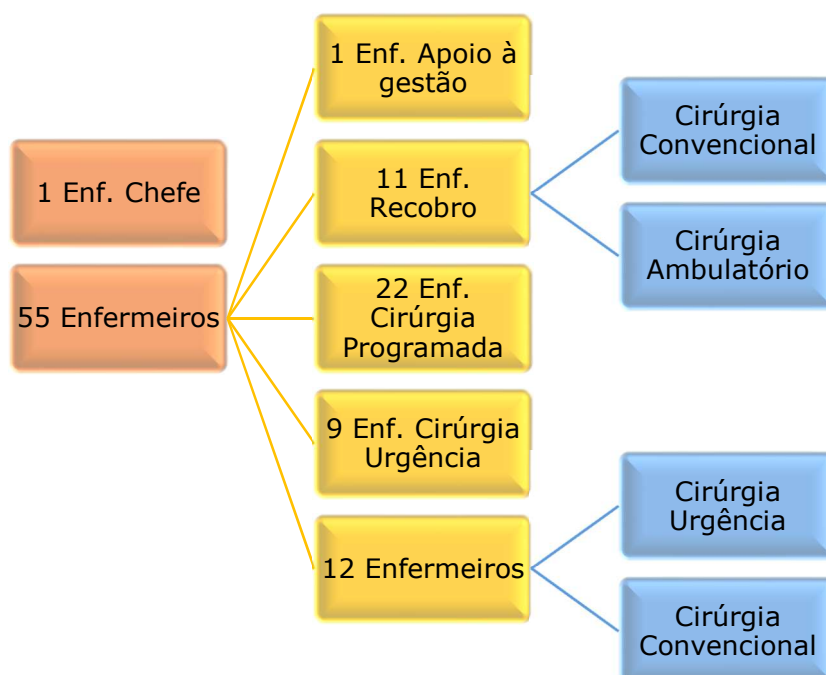 1 Enf. Chefe
55 Enfermeiros
1 Enf. Apoio à
gestão
11 Enf.
Recobro
22 Enf.
Cirúrgia
Programada
9 Enf. Cirúrgia
Urgência
12 Enfermeiros
Cirúrgia
Convencional
Cirúrgia
Ambulatório
Cirúrgia
Urgência
Cirúrgia
Convencional